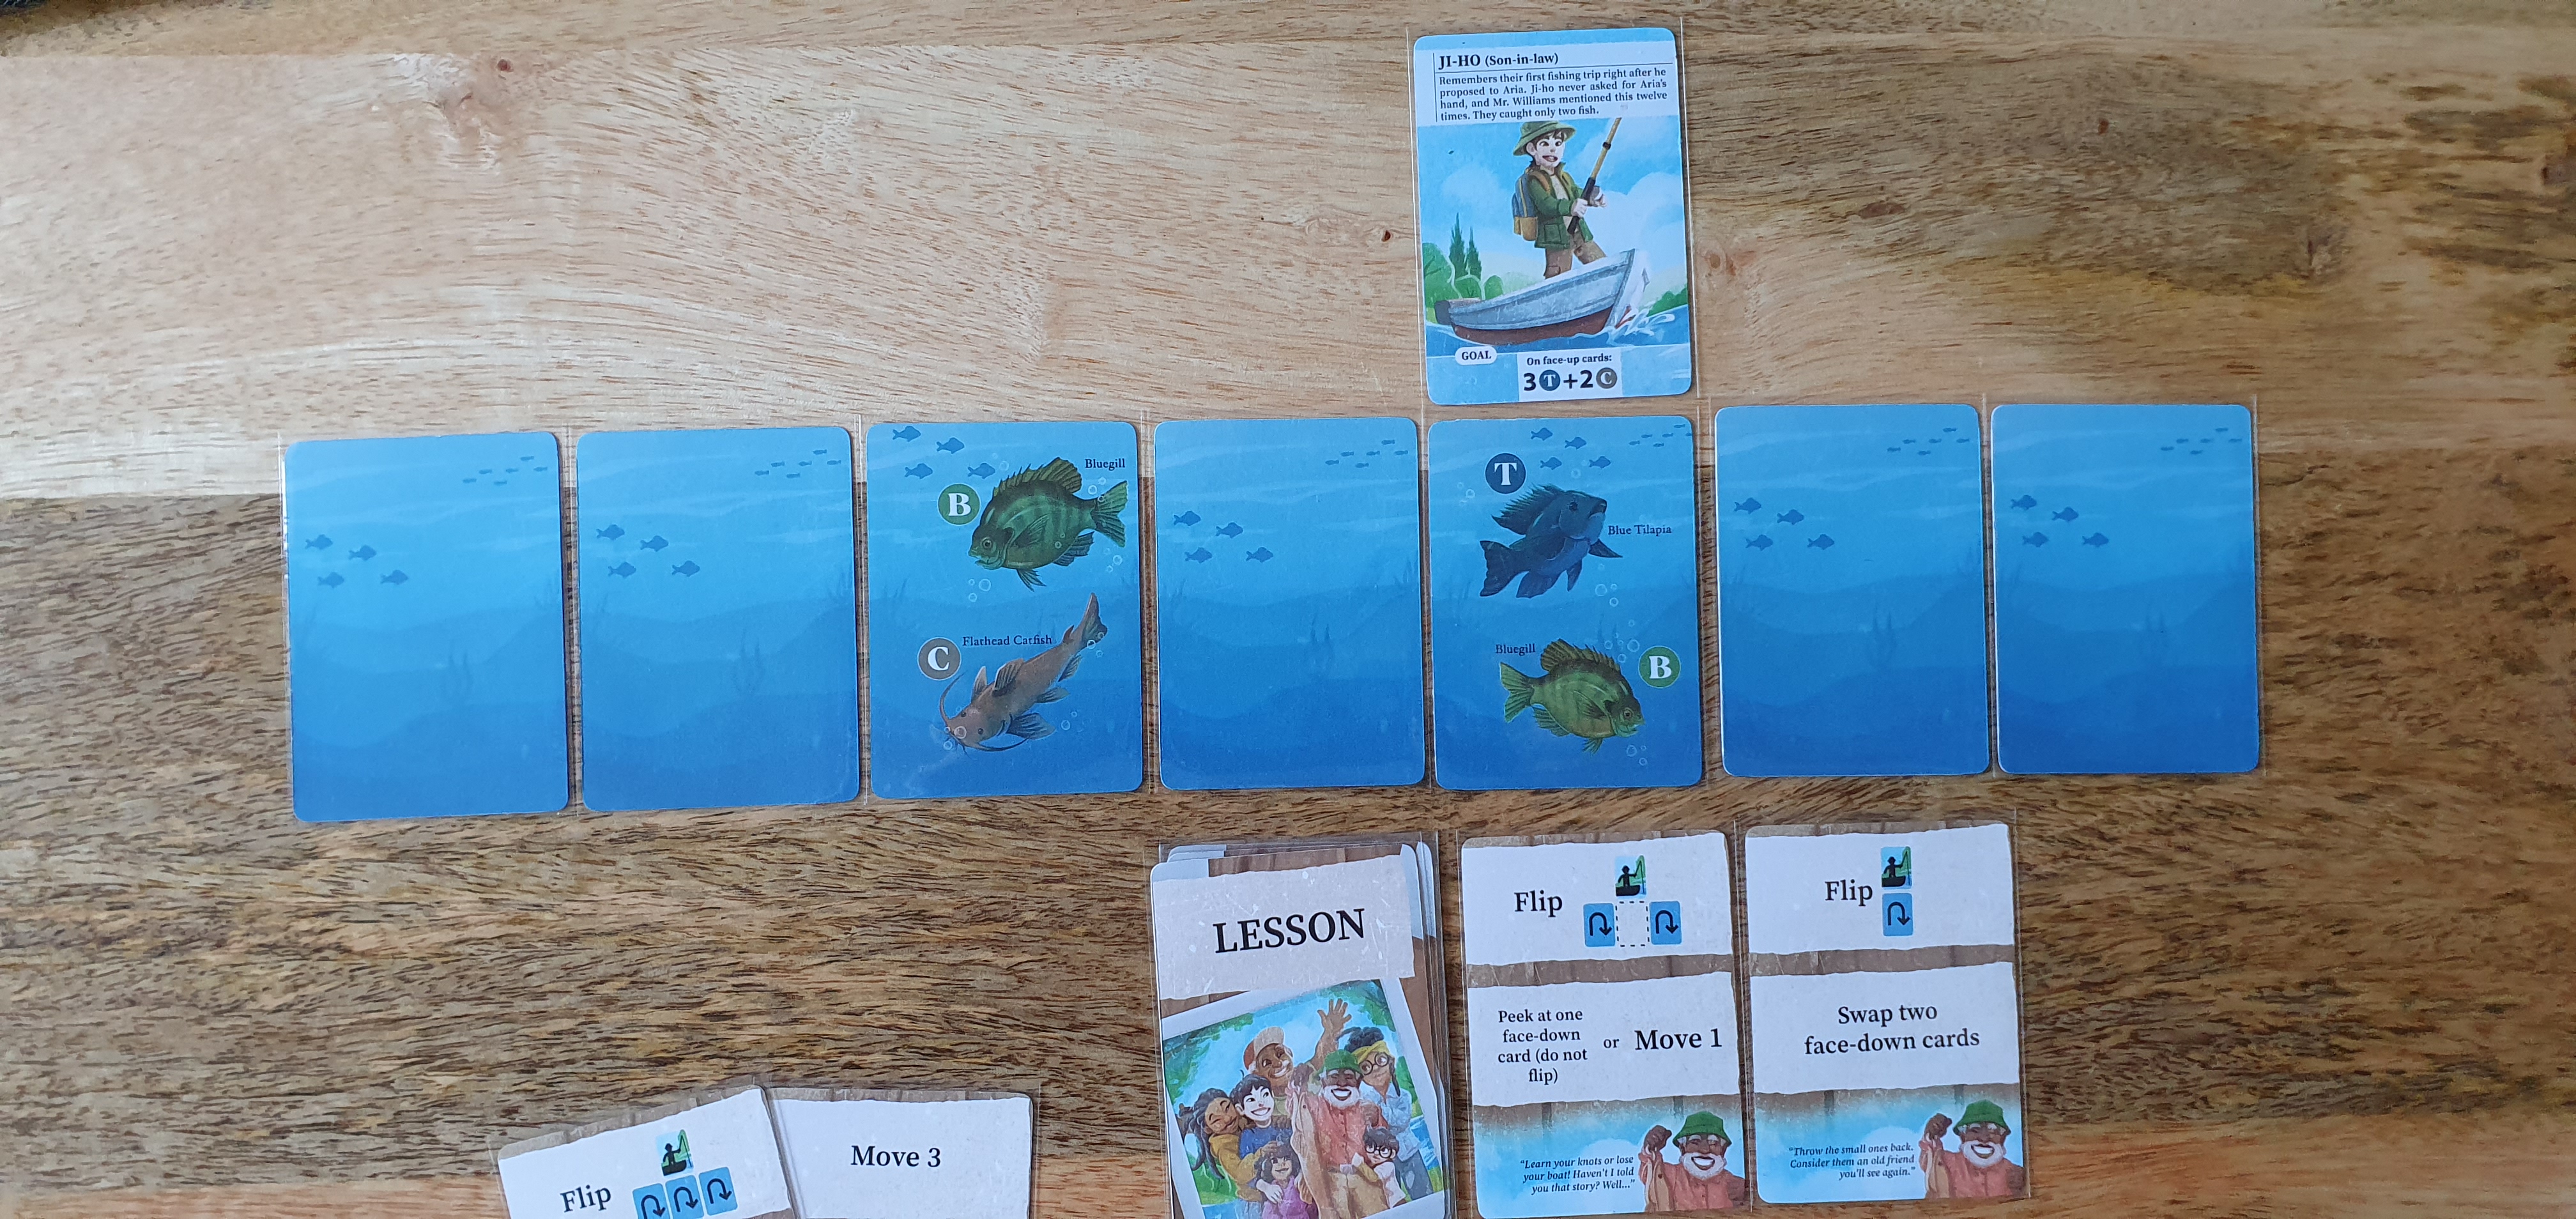 JI-HO (Son-in-law)
Remembers their first fishing trip right after he
proposed to Aria. Ji-ho never asked for Aria's
hand, and Mr. Williams mentioned this twelve
times. They caught only two fish.
GOAL
On face-up cards:
3T+2C
Bluegill
B
Flathead Catfish
C
T
Blue Tilapia
Bluegill
B
LESSON
Flip
Peek at one
face-down
card (do not
flip)
or
Move 1
"Learn your knots or lose
your boat! Haven't I told
you that story? Well..."
Flip
Swap two
face-down cards
"Throw the small ones back.
Consider them an old friend
you'll see again."
Flip
Move 3